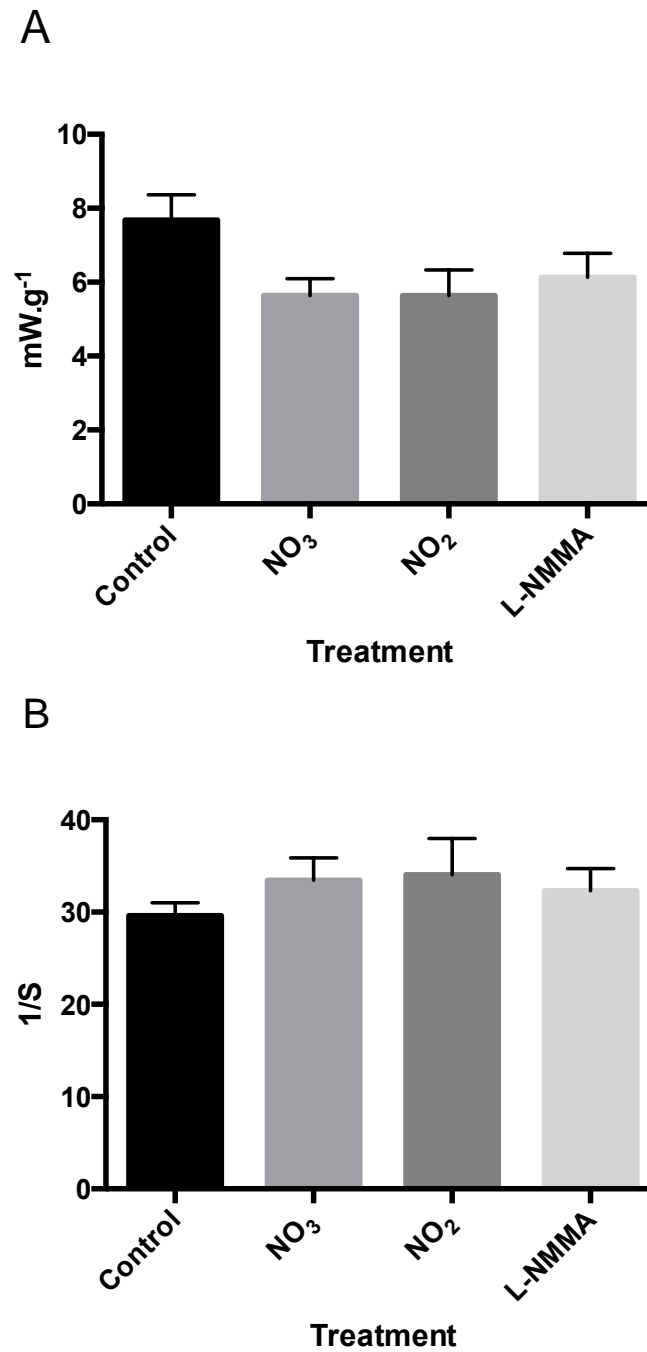 A
10
8
6
4
2
0
mW.g⁻¹
Control
NO₃
NO₂
L-NMMA
Treatment
B
40
30
20
10
0
1/S
Control
NO₃
NO₂
L-NMMA
Treatment